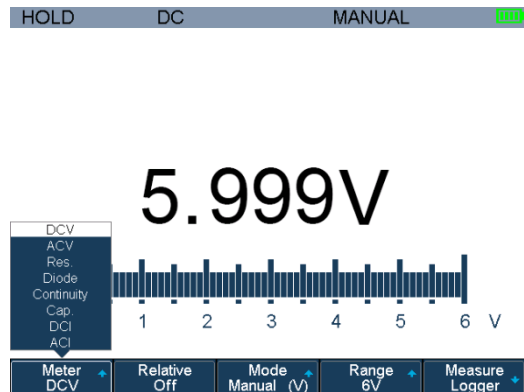 HOLD DC MANUAL
5.999V
DCV
ACV
Res.
Diode
Continuity
Cap.
DCI
ACI
1 2 3 4 5 6 V
Meter Relative Mode Range Measure
DCV Off Manual (V) 6V Logger